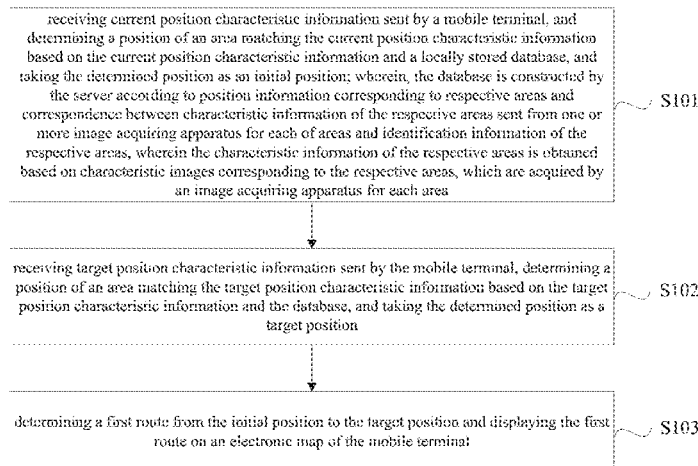 receiving current position characteristic information sent by a mobile terminal, and
determining a position of an area matching the current position characteristic information
based on the current position characteristic information and a locally stored database, and
taking the determined position as an initial position; wherein, the database is constructed by
the server according to position information corresponding to respective areas and
correspondence between characteristic information of the respective areas sent from one or
more image acquiring apparatus for each of areas and identification information of the
respective areas, wherein the characteristic information of the respective areas is obtained
based on characteristic images corresponding to the respective areas, which are acquired by
an image acquiring apparatus for each area
S101
receiving target position characteristic information sent by the mobile terminal, determining a
position of an area matching the target position characteristic information based on the target
position characteristic information and the database, and taking the determined position as a
target position
S102
determining a first route from the initial position to the target position and displaying the first
route on an electronic map of the mobile terminal
S103